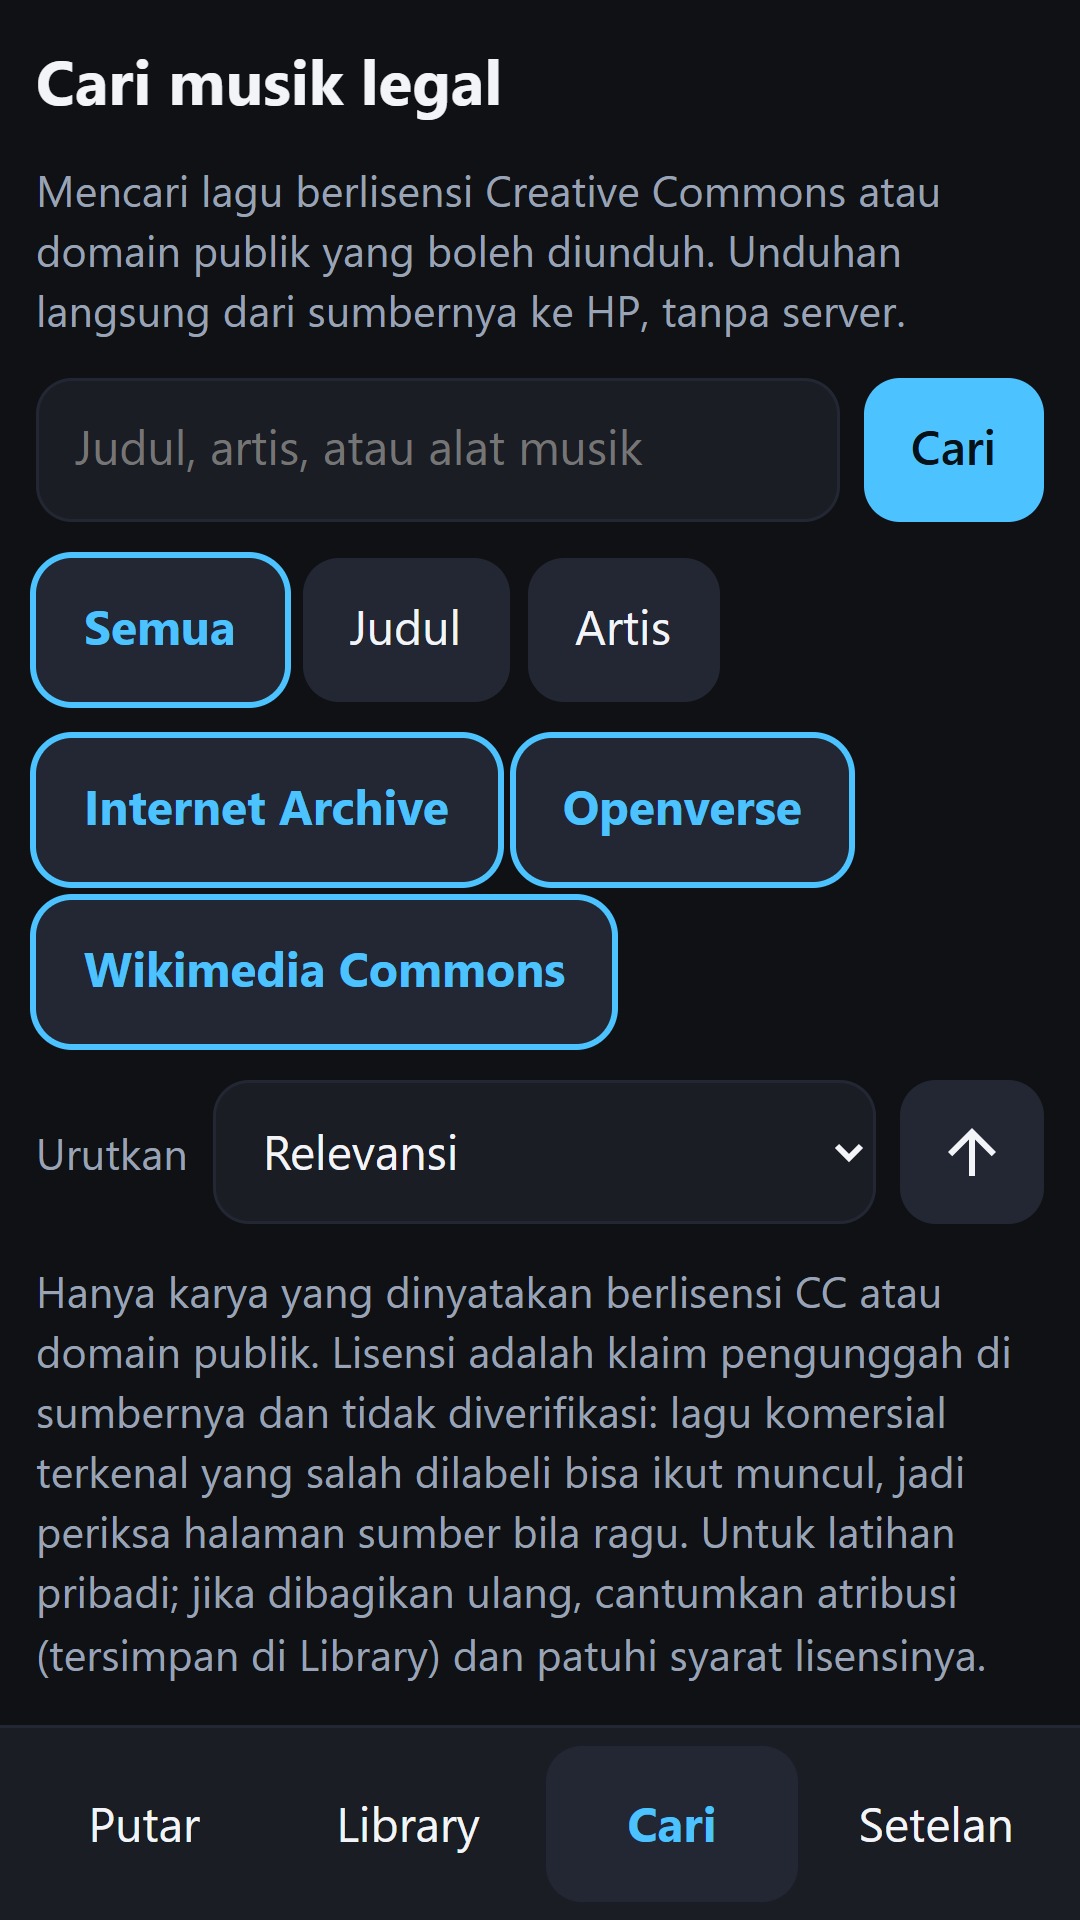 Cari musik legal
Mencari lagu berlisensi Creative Commons atau
domain publik yang boleh diunduh. Unduhan
langsung dari sumbernya ke HP, tanpa server.
Judul, artis, atau alat musik
Cari
Semua
Judul
Artis
Internet Archive
Openverse
Wikimedia Commons
Urutkan
Relevansi
↑
Hanya karya yang dinyatakan berlisensi CC atau
domain publik. Lisensi adalah klaim pengunggah di
sumbernya dan tidak diverifikasi: lagu komersial
terkenal yang salah dilabeli bisa ikut muncul, jadi
periksa halaman sumber bila ragu. Untuk latihan
pribadi; jika dibagikan ulang, cantumkan atribusi
(tersimpan di Library) dan patuhi syarat lisensinya.
Putar
Library
Cari
Setelan